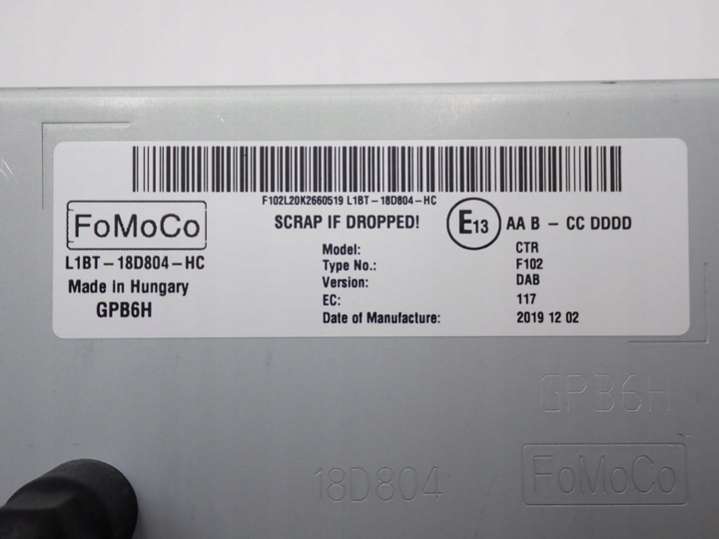 F102L20K2660519 L1BT-18D804-HC
FoMoCo
SCRAP IF DROPPED!
E13
AA B - CC DDDD
L1BT-18D804-HC
Made in Hungary
GPB6H
Model: CTR
Type No.: F102
Version: DAB
EC: 117
Date of Manufacture: 2019 12 02
GPB6H
18D804
FoMoCo